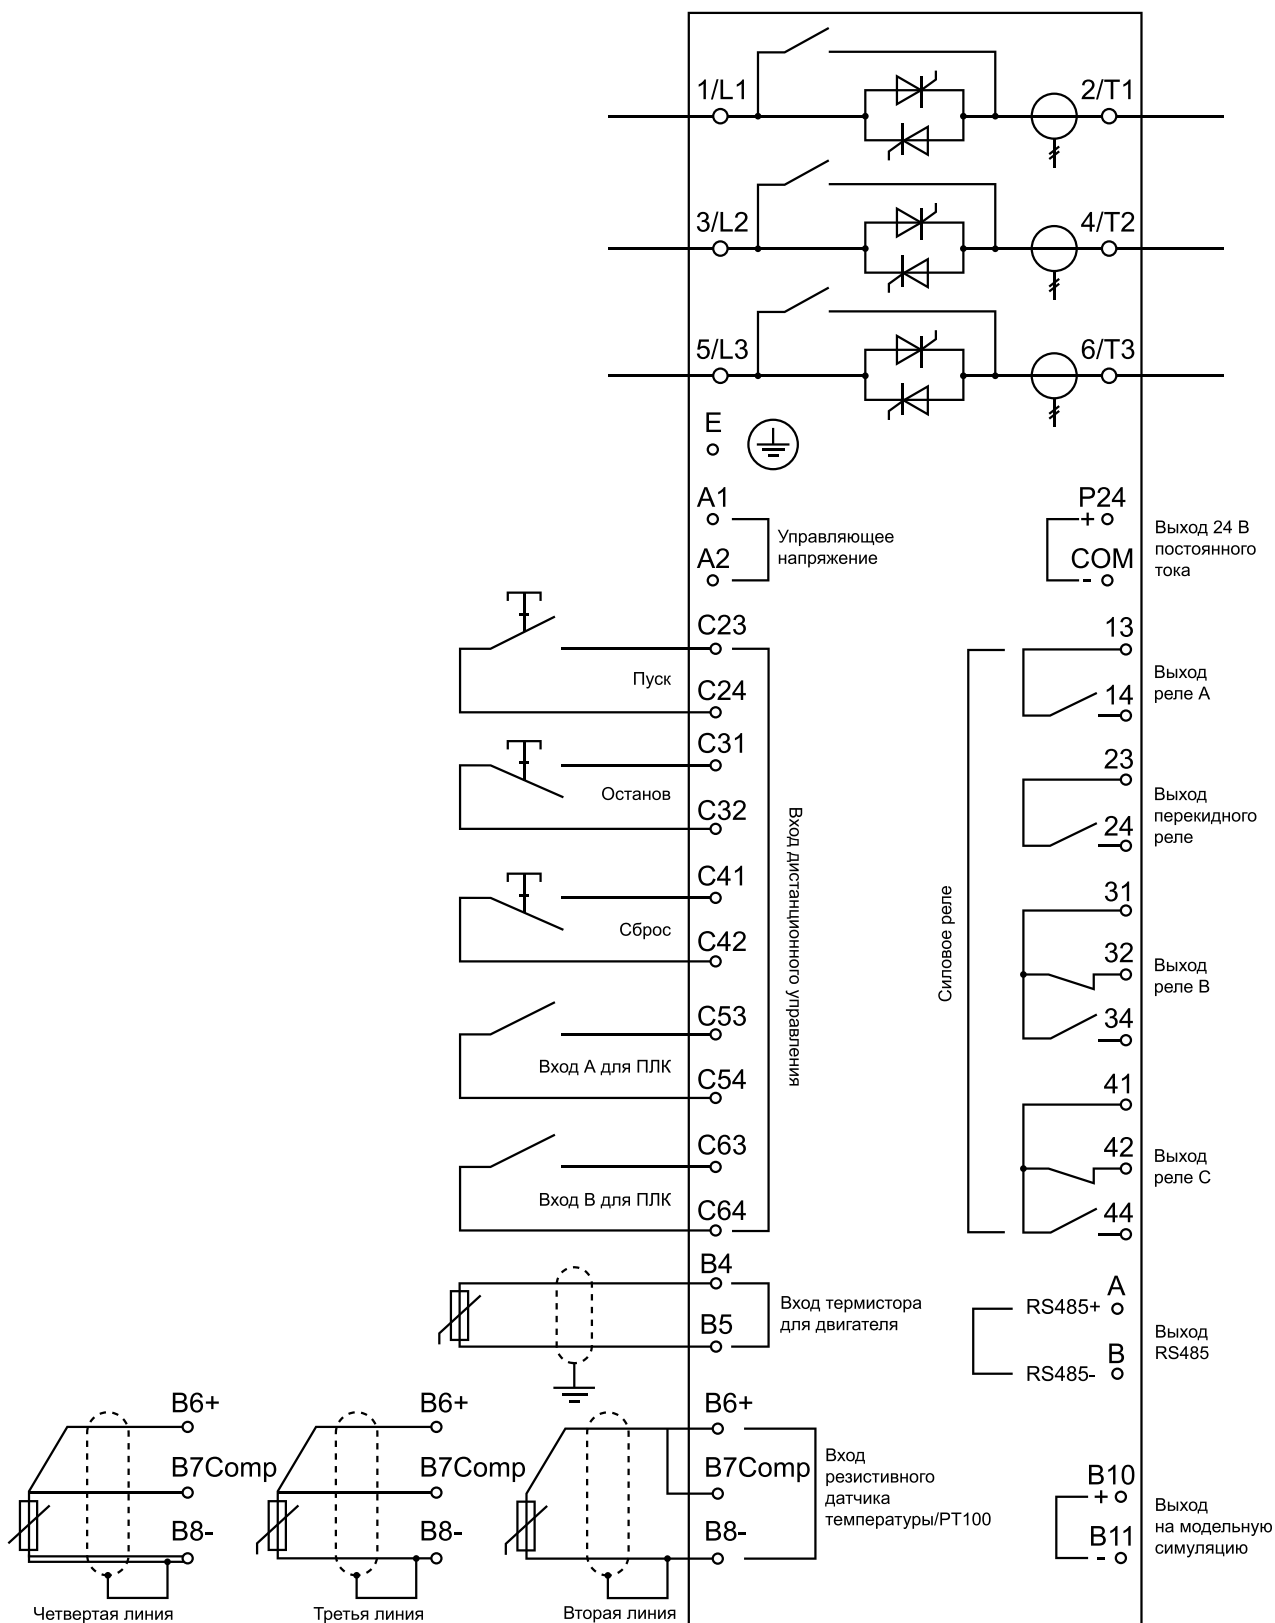 1/L1
2/T1
3/L2
4/T2
5/L3
6/T3
E
A1
A2
Управляющее
напряжение
P24
+
COM
-
Выход 24 В
постоянного
тока
C23
Пуск
C24
C31
Останов
C32
C41
Сброс
C42
C53
Вход A для ПЛК
C54
C63
Вход B для ПЛК
C64
Вход дистанционного управления
Силовое реле
13
14
Выход
реле A
23
24
Выход
перекидного
реле
31
32
34
Выход
реле B
41
42
44
Выход
реле C
B4
B5
Вход термистора
для двигателя
RS485+
A
RS485-
B
Выход
RS485
B6+
B7Comp
B8-
Четвертая линия
B6+
B7Comp
B8-
Третья линия
B6+
B7Comp
B8-
Вторая линия
Вход
резистивного
датчика
температуры/PT100
B10
+
B11
-
Выход
на модельную
симуляцию